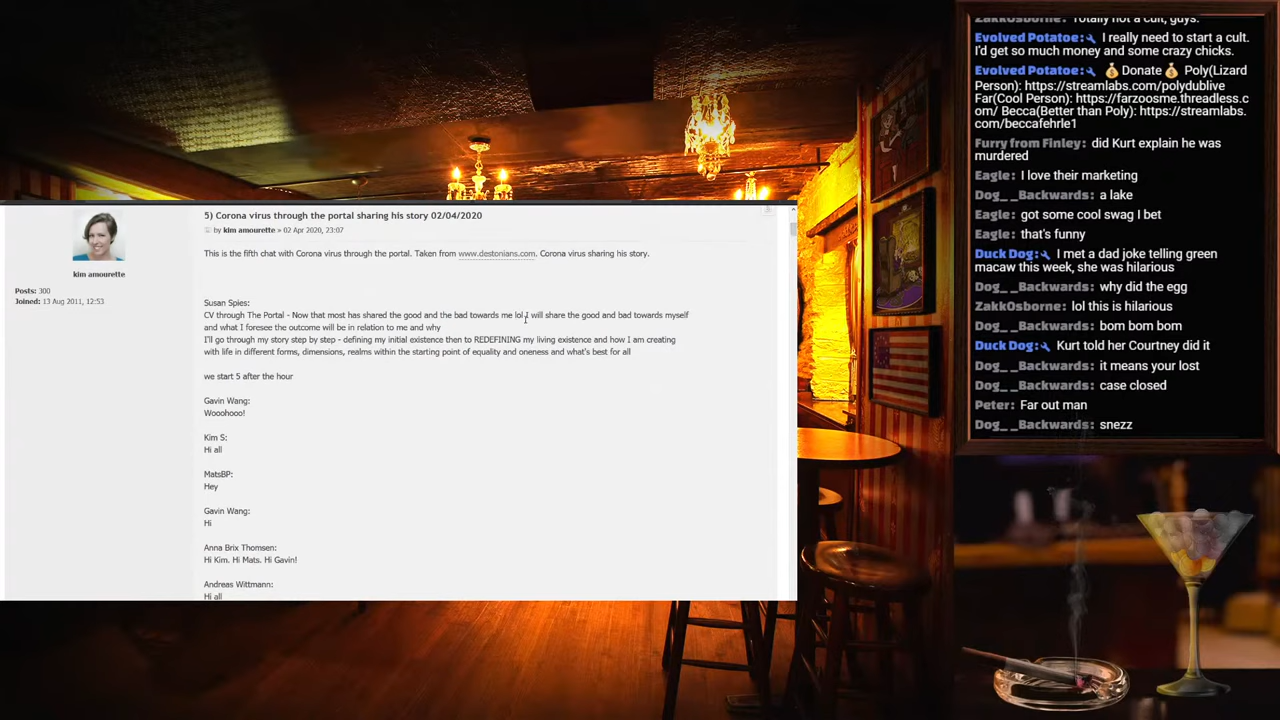 5) Corona virus through the portal sharing his story 02/04/2020
by kim amourette » 02 Apr 2020, 23:07
kim amourette
Posts: 300
Joined: 13 Aug 2011, 12:53
This is the fifth chat with Corona virus through the portal. Taken from www.destonians.com. Corona virus sharing his story.
Susan Spies:
CV through The Portal - Now that most has shared the good and the bad towards me lol I will share the good and bad towards myself
and what I foresee the outcome will be in relation to me and why
I'll go through my story step by step - defining my initial existence then to REDEFINING my living existence and how I am creating
with life in different forms, dimensions, realms within the starting point of equality and oneness and what's best for all
we start 5 after the hour
Gavin Wang:
Wooohooo!
Kim S:
Hi all
MatsBP:
Hey
Gavin Wang:
Hi
Anna Brix Thomsen:
Hi Kim. Hi Mats. Hi Gavin!
Andreas Wittmann:
Hi all
ZakkOsborne: Totally not a cult, guys.
Evolved Potatoe: I really need to start a cult.
I'd get so much money and some crazy chicks.
Evolved Potatoe: 💰 Donate 💰 Poly(Lizard
Person): https://streamlabs.com/polydublive
Far(Cool Person): https://farzoosme.threadless.c
om/ Becca(Better than Poly): https://streamlabs.
com/beccafehrle1
Furry from Finley: did Kurt explain he was
murdered
Eagle: I love their marketing
Dog_ _Backwards: a lake
Eagle: got some cool swag I bet
Eagle: that's funny
Duck Dog: I met a dad joke telling green
macaw this week, she was hilarious
Dog_ _Backwards: why did the egg
ZakkOsborne: lol this is hilarious
Dog_ _Backwards: bom bom bom
Duck Dog: Kurt told her Courtney did it
Dog_ _Backwards: it means your lost
Dog_ _Backwards: case closed
Peter: Far out man
Dog_ _Backwards: snezz